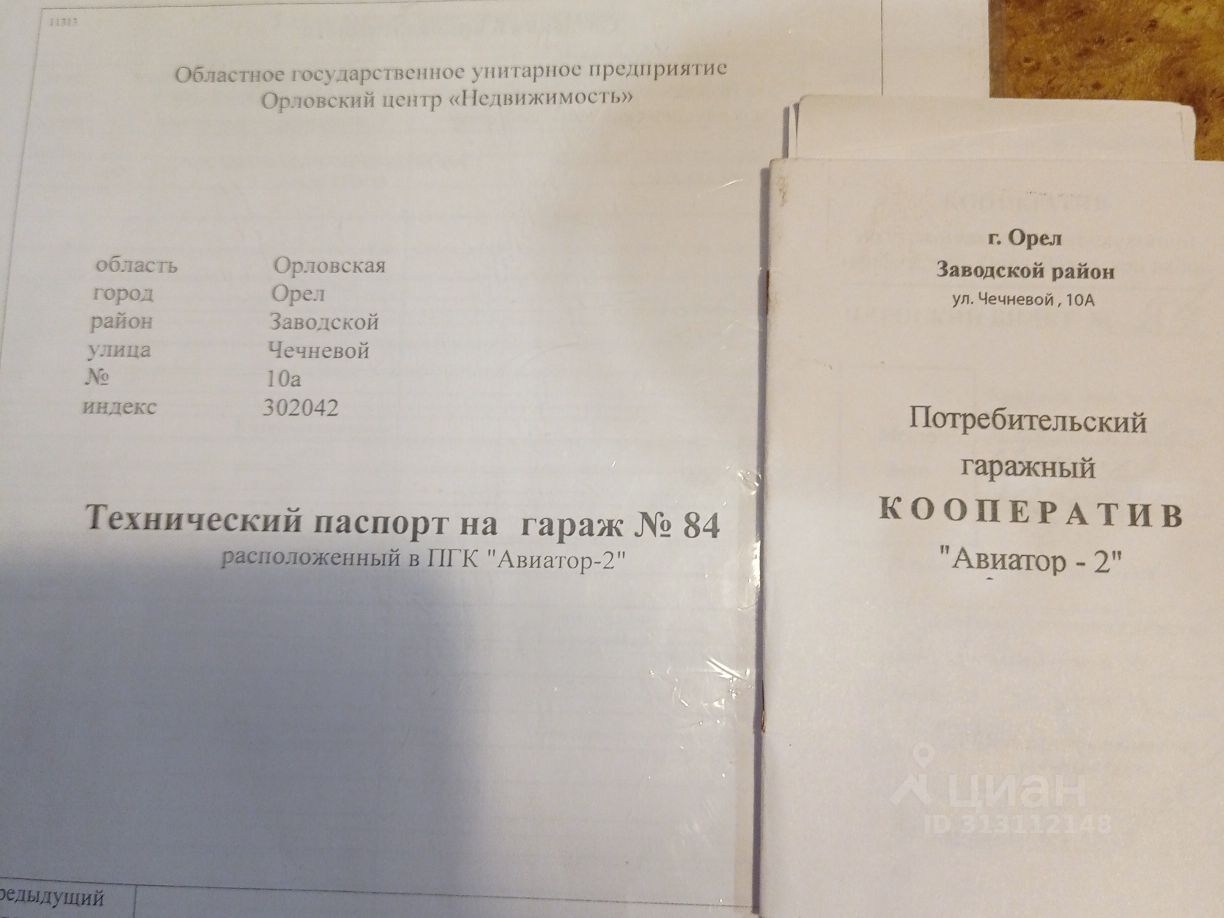 11313
Областное государственное унитарное предприятие
Орловский центр «Недвижимость»
область Орловская
город Орел
район Заводской
улица Чечневой
№ 10а
индекс 302042
Технический паспорт на гараж № 84
расположенный в ПГК "Авиатор-2"
редыдущий
г. Орел
Заводской район
ул. Чечневой , 10А
Потребительский
гаражный
КООПЕРАТИВ
"Авиатор - 2"
циан
ID 313112148